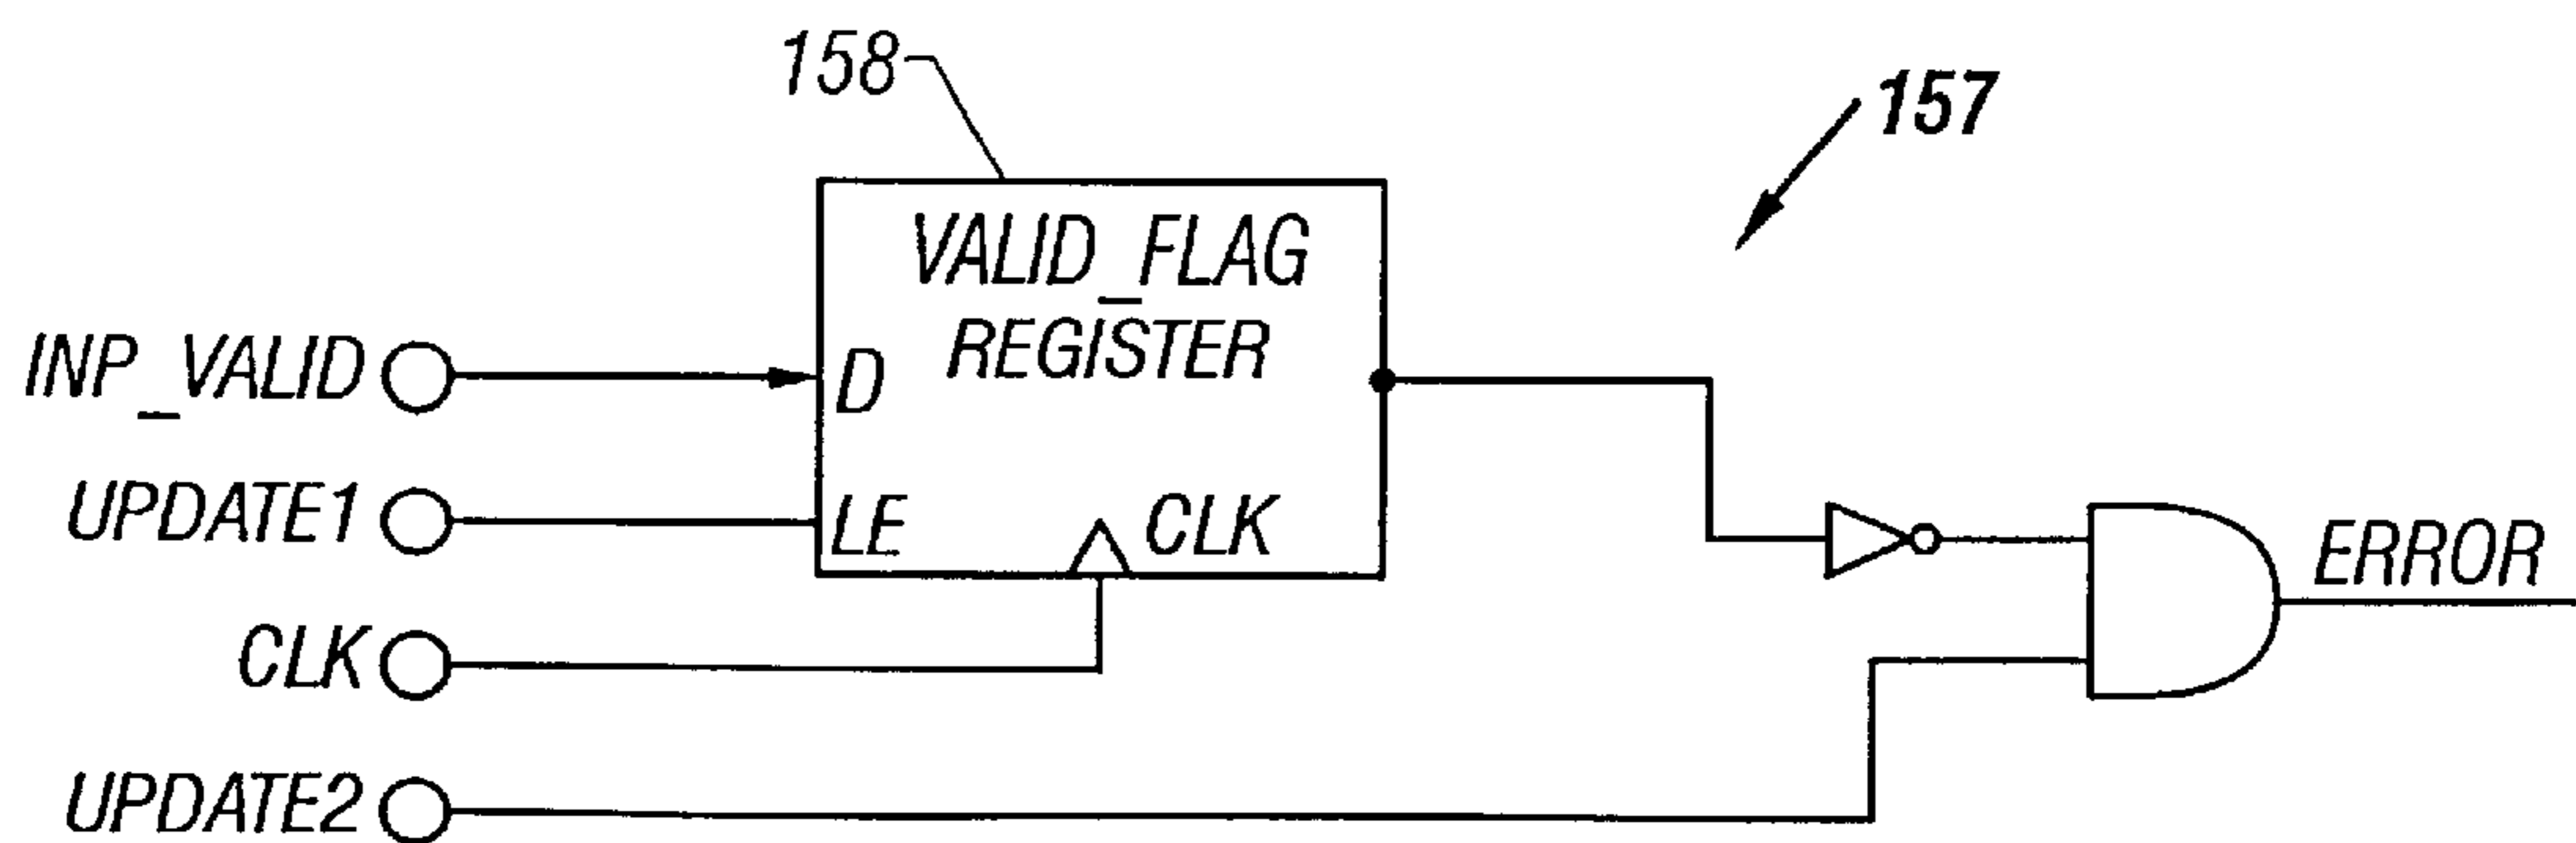 158
157
VALID_FLAG
REGISTER
INP_VALID
D
UPDATE1
LE
CLK
CLK
UPDATE2
ERROR